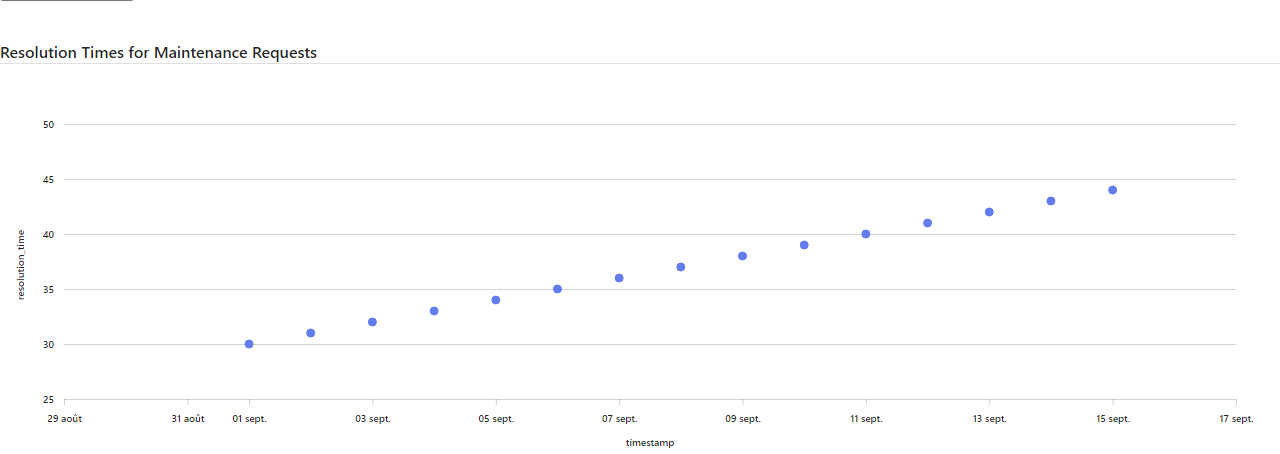 Resolution Times for Maintenance Requests
50
45
40
35
30
25
resolution_time
29 août 31 août 01 sept. 03 sept. 05 sept. 07 sept. 09 sept. 11 sept. 13 sept. 15 sept. 17 sept.
timestamp